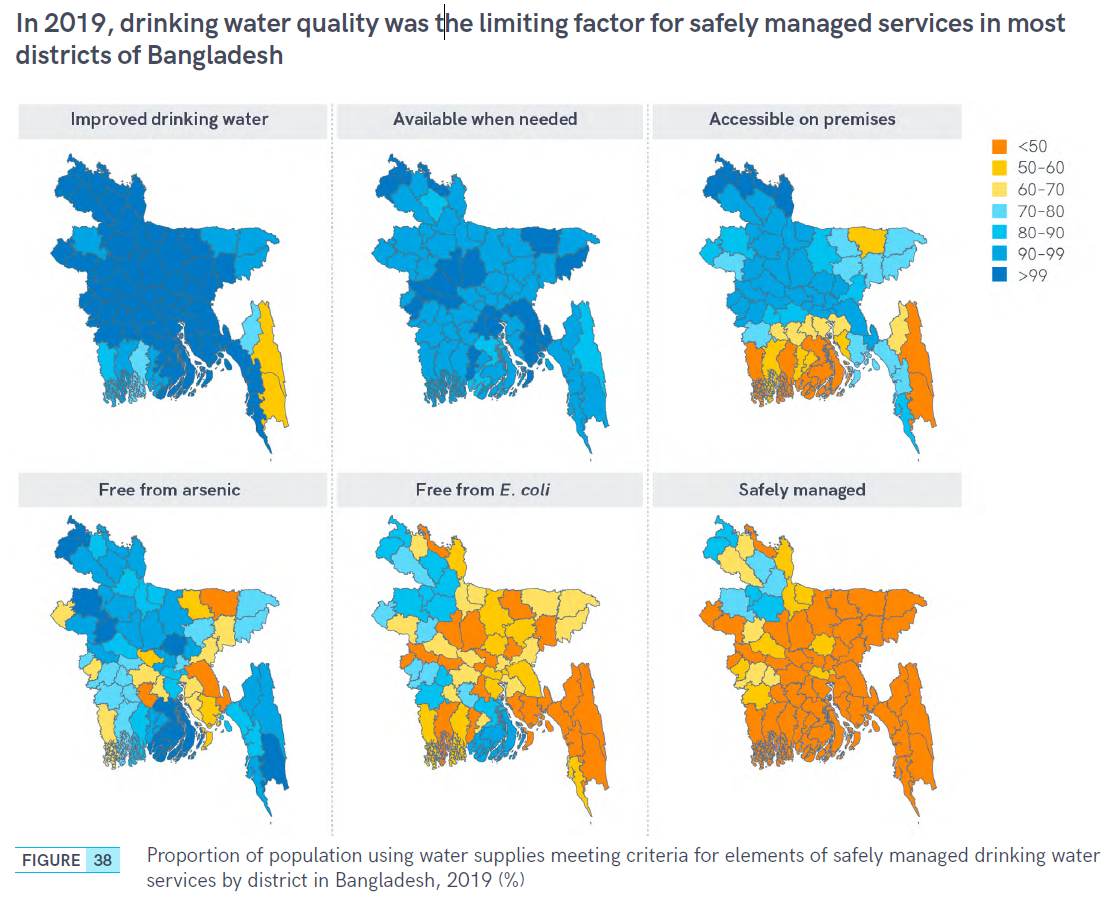 In 2019, drinking water quality was the limiting factor for safely managed services in most
districts of Bangladesh
Improved drinking water
Available when needed
Accessible on premises
<50
50–60
60–70
70–80
80–90
90–99
>99
Free from arsenic
Free from E. coli
Safely managed
FIGURE 38
Proportion of population using water supplies meeting criteria for elements of safely managed drinking water
services by district in Bangladesh, 2019 (%)